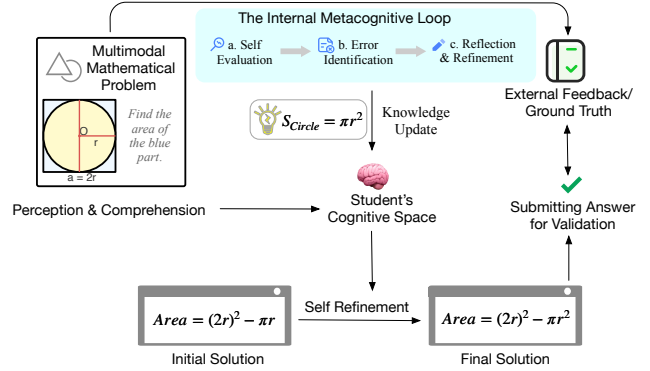 The Internal Metacognitive Loop
a. Self
Evaluation
b. Error
Identification
c. Reflection
& Refinement
Multimodal
Mathematical
Problem
Find the
area of
the blue
part.
O
r
a = 2r
S_{Circle} = πr²
Knowledge
Update
External Feedback/
Ground Truth
Perception & Comprehension
Student's
Cognitive Space
Submitting Answer
for Validation
Area = (2r)² − πr
Self Refinement
Area = (2r)² − πr²
Initial Solution
Final Solution